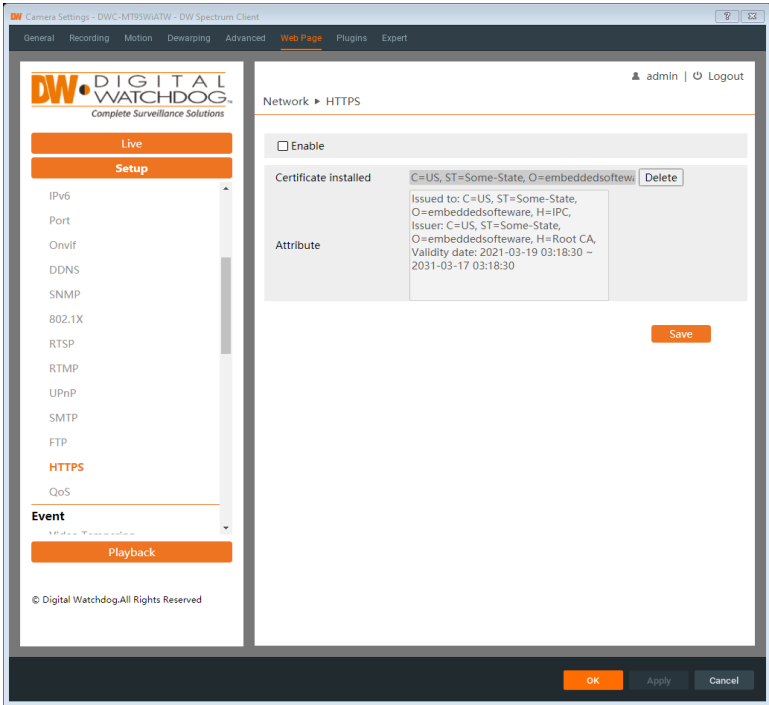 DW Camera Settings - DWC-MT95WiATW - DW Spectrum Client
General Recording Motion Dewarping Advanced Web Page Plugins Expert
DW DIGITAL
WATCHDOG
Complete Surveillance Solutions
Live
Setup
IPv6
Port
Onvif
DDNS
SNMP
802.1X
RTSP
RTMP
UPnP
SMTP
FTP
HTTPS
QoS
Event
Video Tampering
Playback
© Digital Watchdog.All Rights Reserved
admin | Logout
Network ▸ HTTPS
Enable
Certificate installed C=US, ST=Some-State, O=embeddedsoftewa Delete
Attribute
Issued to: C=US, ST=Some-State,
O=embeddedsofteware, H=IPC,
Issuer: C=US, ST=Some-State,
O=embeddedsofteware, H=Root CA,
Validity date: 2021-03-19 03:18:30 ~
2031-03-17 03:18:30
Save
OK Apply Cancel